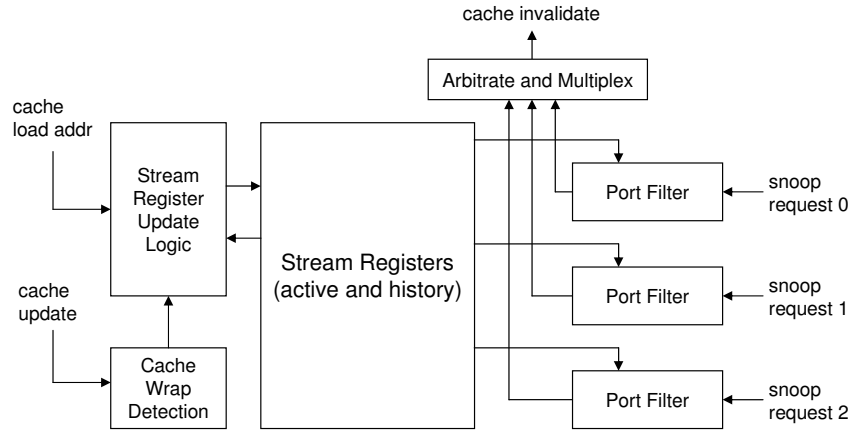 cache invalidate
Arbitrate and Multiplex
cache
load addr
Stream
Register
Update
Logic
Stream Registers
(active and history)
Port Filter
snoop
request 0
Port Filter
snoop
request 1
cache
update
Cache
Wrap
Detection
Port Filter
snoop
request 2